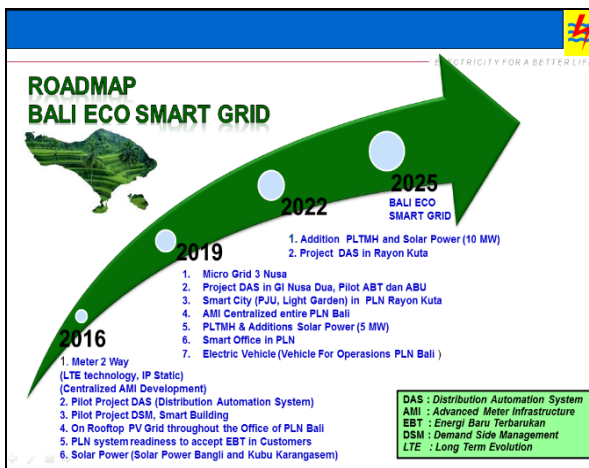 ELECTRICITY FOR A BETTER LIFE
ROADMAP
BALI ECO SMART GRID
2025
BALI ECO
SMART GRID
2022
1. Addition PLTMH and Solar Power (10 MW)
2. Project DAS in Rayon Kuta
2019
1. Micro Grid 3 Nusa
2. Project DAS in GI Nusa Dua, Pilot ABT dan ABU
3. Smart City (PJU, Light Garden) in PLN Rayon Kuta
4. AMI Centralized entire PLN Bali
5. PLTMH & Additions Solar Power (5 MW)
6. Smart Office in PLN
7. Electric Vehicle (Vehicle For Operasions PLN Bali )
2016
1. Meter 2 Way
(LTE technology, IP Static)
(Centralized AMI Development)
2. Pilot Project DAS (Distribution Automation System)
3. Pilot Project DSM, Smart Building
4. On Rooftop PV Grid throughout the Office of PLN Bali
5. PLN system readiness to accept EBT in Customers
6. Solar Power (Solar Power Bangli and Kubu Karangasem)
DAS : Distribution Automation System
AMI : Advanced Meter Infrastructure
EBT : Energi Baru Terbarukan
DSM : Demand Side Management
LTE : Long Term Evolution